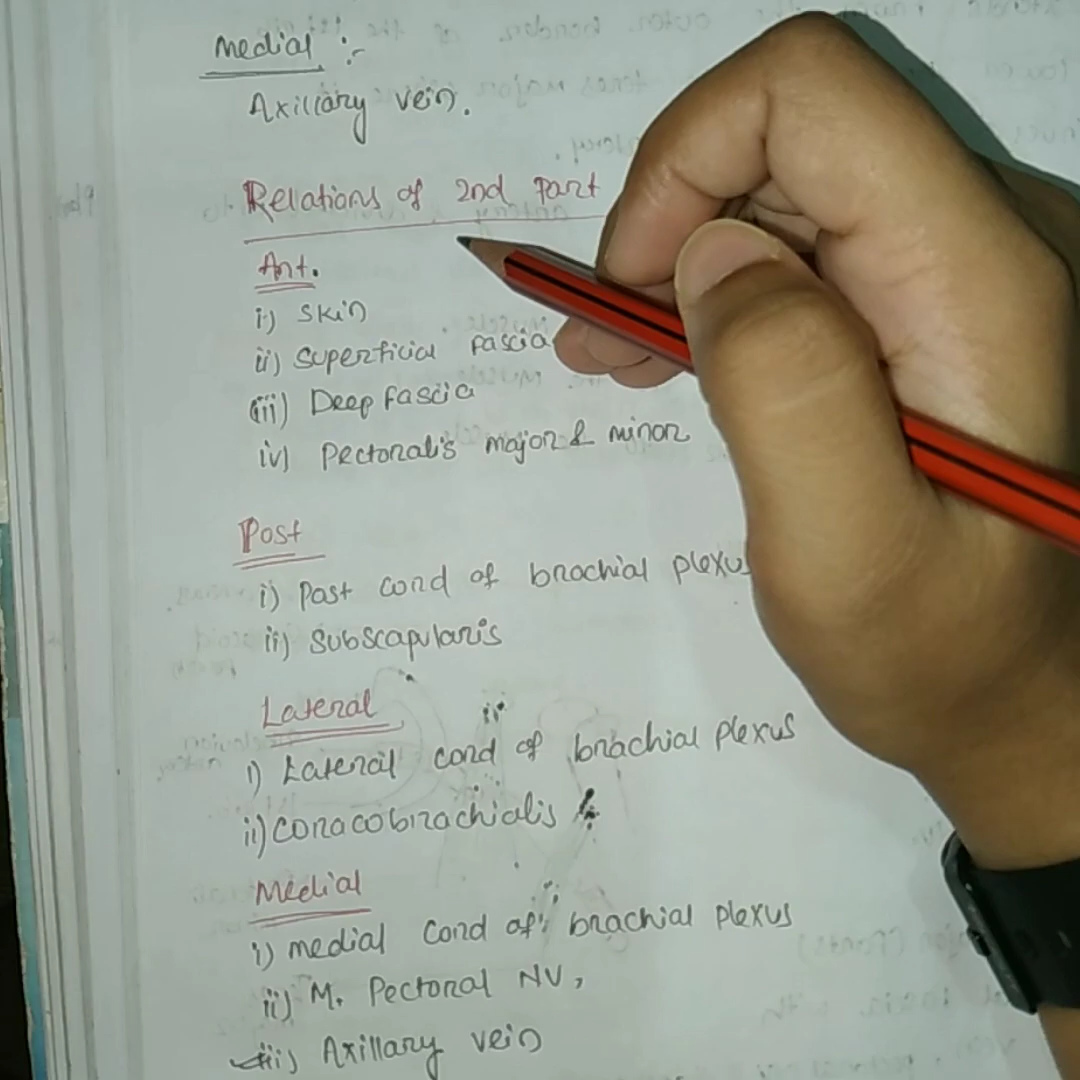 Medial :-
Axillary vein.
Relations of 2nd Part
Ant.
i) Skin
ii) Superficial fascia
iii) Deep fascia
iv) Pectoralis major & minor
Post
i) Post cord of brachial plexus
ii) Subscapularis
Lateral
i) Lateral cord of brachial plexus
ii) coracobrachialis
Medial
i) medial cord of brachial plexus
ii) M. Pectoral NV,
iii) Axillary vein